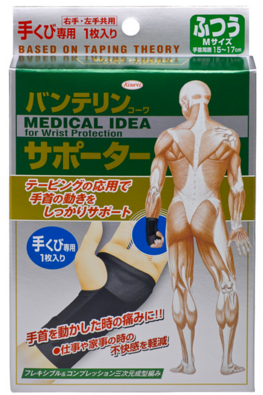 手くび専用
右手・左手共用
1枚入り
ふつう
Mサイズ
手首周囲 15~17cm
BASED ON TAPING THEORY
Kowa
バンテリン
コーワ
MEDICAL IDEA
for Wrist Protection
サポーター
テーピングの応用で
手首の動きを
しっかりサポート
手くび専用
1枚入り
手首を動かした時の痛みに!!
●仕事や家事の時の
不快感を軽減
フレキシブル&コンプレッション三次元成型編み